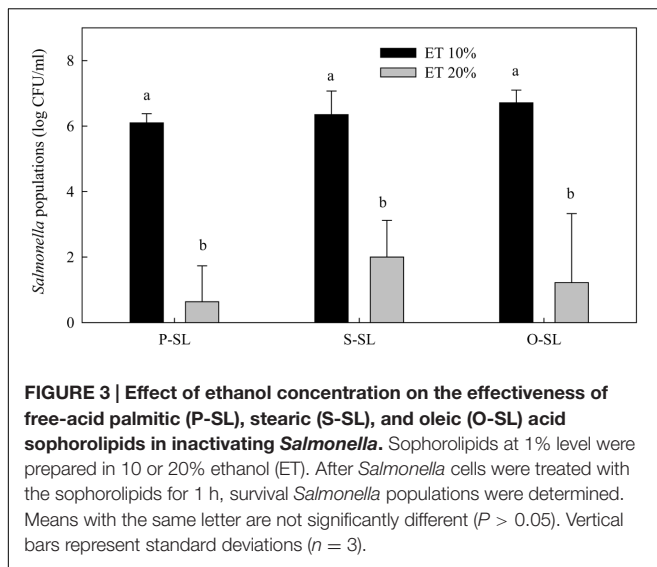 ET 10%
ET 20%
Salmonella populations (log CFU/ml)
8
6
4
2
0
a
b
a
b
a
b
P-SL
S-SL
O-SL
FIGURE 3 | Effect of ethanol concentration on the effectiveness of
free-acid palmitic (P-SL), stearic (S-SL), and oleic (O-SL) acid
sophorolipids in inactivating Salmonella. Sophorolipids at 1% level were
prepared in 10 or 20% ethanol (ET). After Salmonella cells were treated with
the sophorolipids for 1 h, survival Salmonella populations were determined.
Means with the same letter are not significantly different (P > 0.05). Vertical
bars represent standard deviations (n = 3).